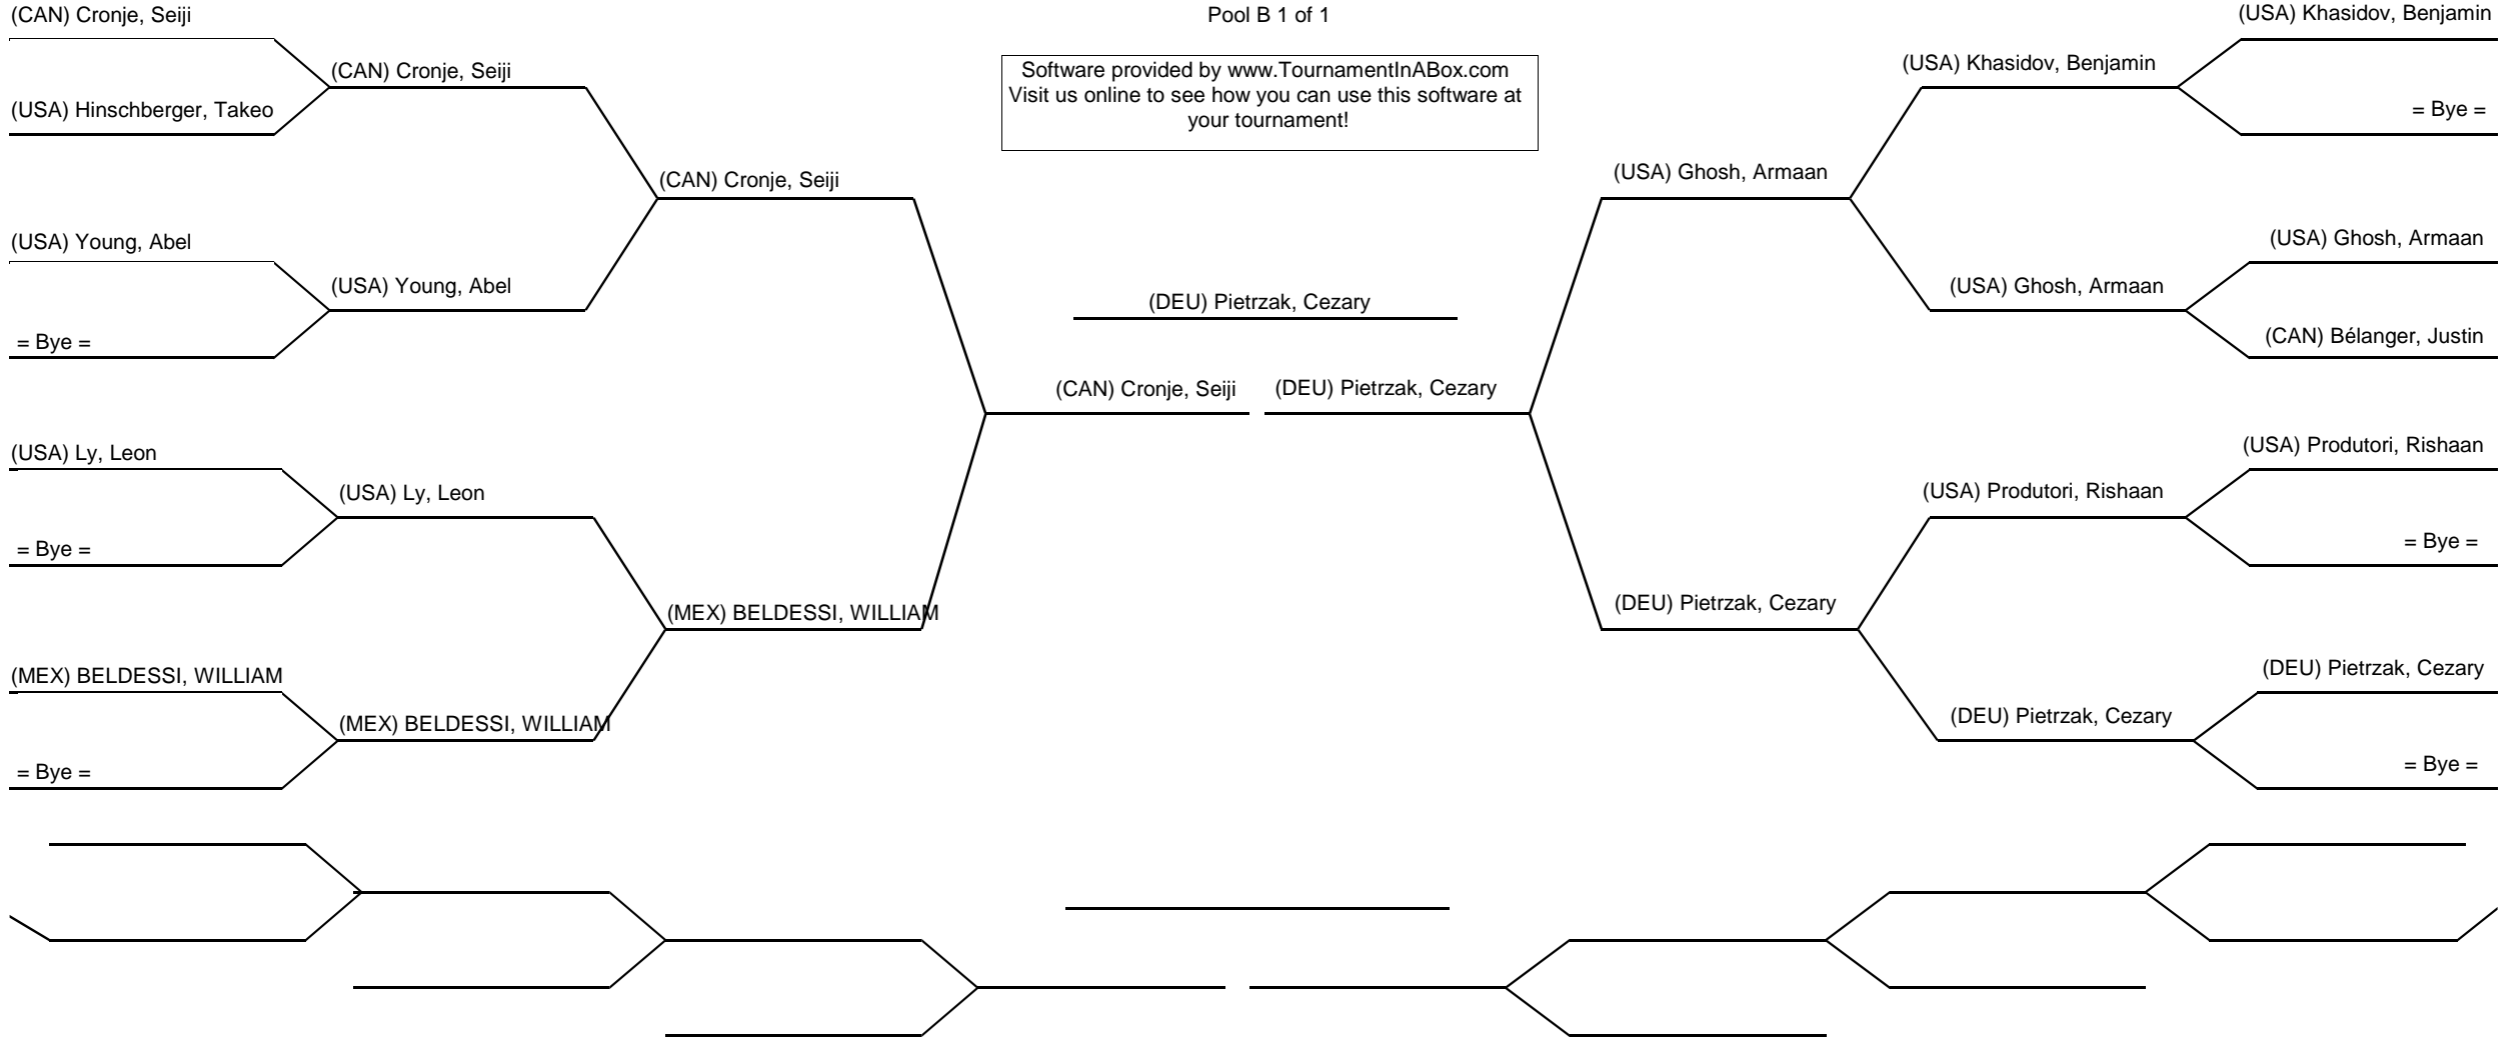 Pool B 1 of 1
Software provided by www.TournamentInABox.com
Visit us online to see how you can use this software at
your tournament!
(CAN) Cronje, Seiji
(USA) Hinschberger, Takeo
(USA) Young, Abel
= Bye =
(USA) Ly, Leon
= Bye =
(MEX) BELDESSI, WILLIAM
= Bye =
(CAN) Cronje, Seiji
(USA) Young, Abel
(USA) Ly, Leon
(MEX) BELDESSI, WILLIAM
(CAN) Cronje, Seiji
(MEX) BELDESSI, WILLIAM
(DEU) Pietrzak, Cezary
(CAN) Cronje, Seiji
(DEU) Pietrzak, Cezary
(USA) Ghosh, Armaan
(DEU) Pietrzak, Cezary
(USA) Khasidov, Benjamin
(USA) Ghosh, Armaan
(USA) Produtori, Rishaan
(DEU) Pietrzak, Cezary
(USA) Khasidov, Benjamin
= Bye =
(USA) Ghosh, Armaan
(CAN) Bélanger, Justin
(USA) Produtori, Rishaan
= Bye =
(DEU) Pietrzak, Cezary
= Bye =